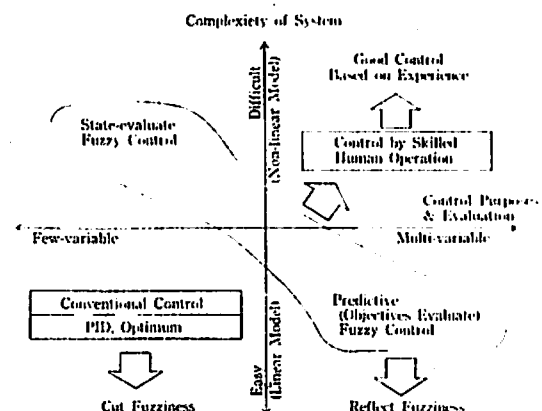 Complexiety of System
Difficult
(Non-linear Model)
Good Control
Based on Experience
State-evaluate
Fuzzy Control
Control by Skilled
Human Operation
Control Purposes
& Evaluation
Few-variable
Multi-variable
Conventional Control
PID, Optimum
Easy
(Linear Model)
Predictive
(Objectives Evaluate)
Fuzzy Control
Cut Fuzziness
Reflect Fuzziness